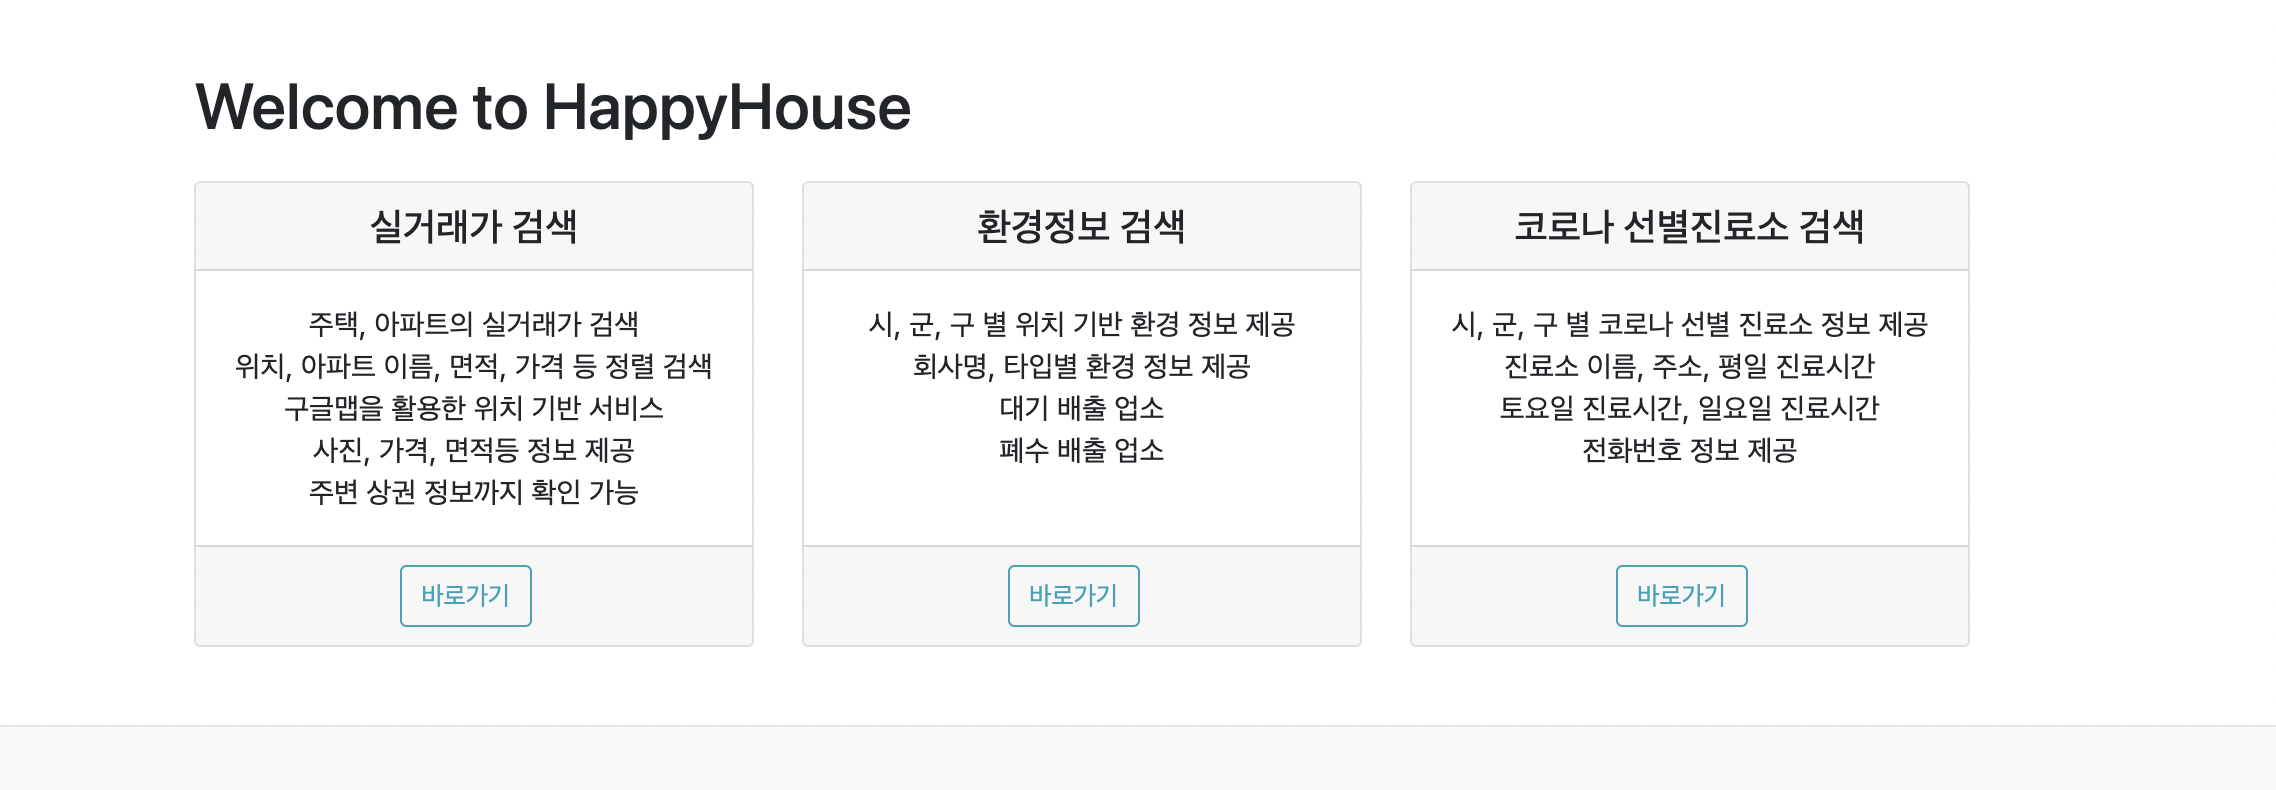 Welcome to HappyHouse
실거래가 검색
주택, 아파트의 실거래가 검색
위치, 아파트 이름, 면적, 가격 등 정렬 검색
구글맵을 활용한 위치 기반 서비스
사진, 가격, 면적등 정보 제공
주변 상권 정보까지 확인 가능
바로가기
환경정보 검색
시, 군, 구 별 위치 기반 환경 정보 제공
회사명, 타입별 환경 정보 제공
대기 배출 업소
폐수 배출 업소
바로가기
코로나 선별진료소 검색
시, 군, 구 별 코로나 선별 진료소 정보 제공
진료소 이름, 주소, 평일 진료시간
토요일 진료시간, 일요일 진료시간
전화번호 정보 제공
바로가기